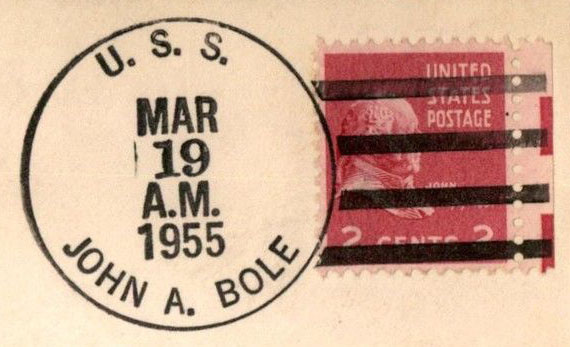 U. S. S.
MAR
19
A.M.
1955
JOHN A. BOLE
UNITED
STATES
POSTAGE
JOHN
2 CENTS 2